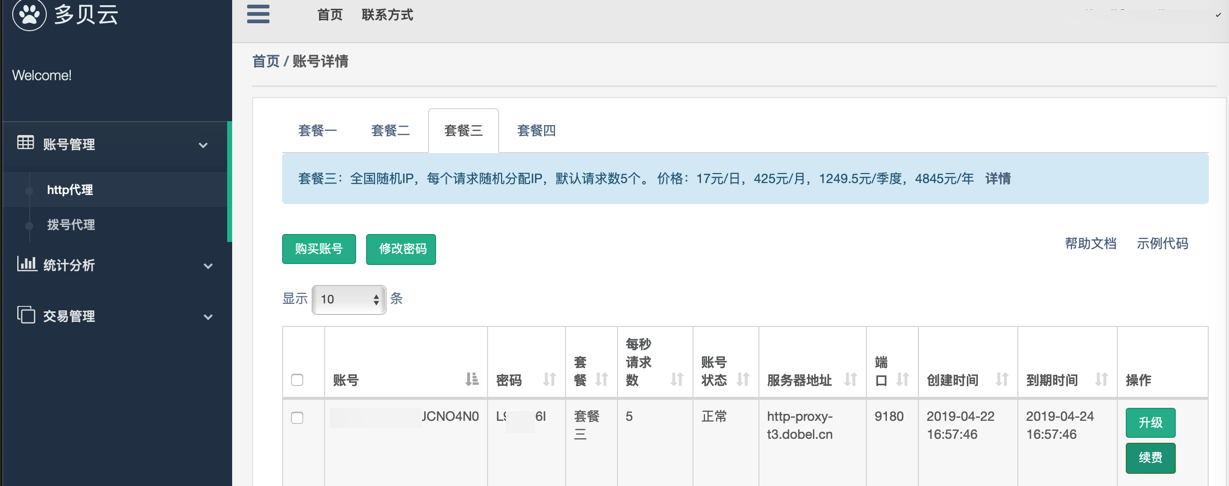 多贝云
首页 联系方式
Welcome!
首页 / 账号详情
账号管理
http代理
拨号代理
统计分析
交易管理
套餐一 套餐二 套餐三 套餐四
套餐三：全国随机IP，每个请求随机分配IP，默认请求数5个。 价格：17元/日，425元/月，1249.5元/季度，4845元/年 详情
购买账号 修改密码
帮助文档 示例代码
显示 10 条
账号 密码 套餐 每秒请求数 账号状态 服务器地址 端口 创建时间 到期时间 操作
JCNO4N0 L9 6I 套餐三 5 正常 http-proxy-t3.dobel.cn 9180 2019-04-22 16:57:46 2019-04-24 16:57:46 升级
续费